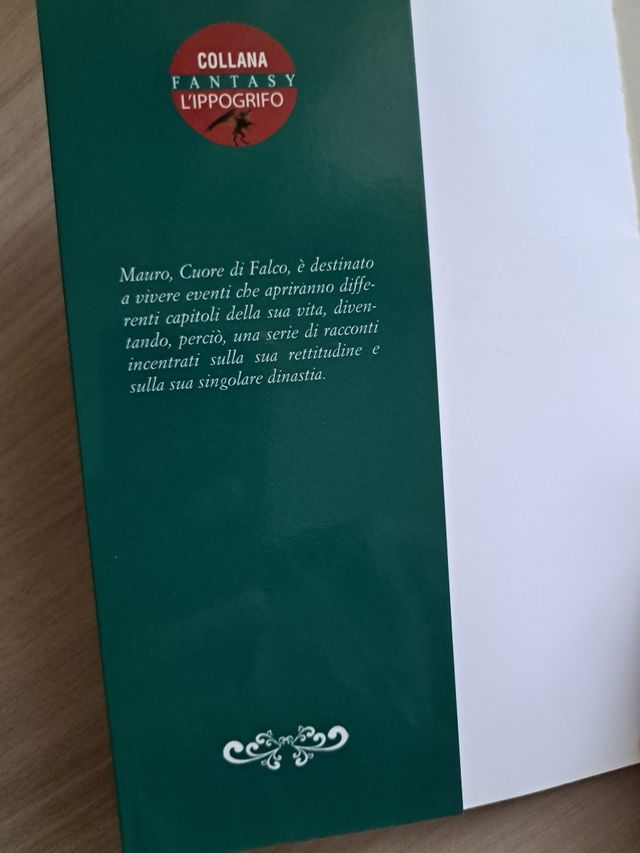 COLLANA
FANTASY
L'IPPOGRIFO
Mauro, Cuore di Falco, è destinato
a vivere eventi che apriranno diffe-
renti capitoli della sua vita, diven-
tando, perciò, una serie di racconti
incentrati sulla sua rettitudine e
sulla sua singolare dinastia.